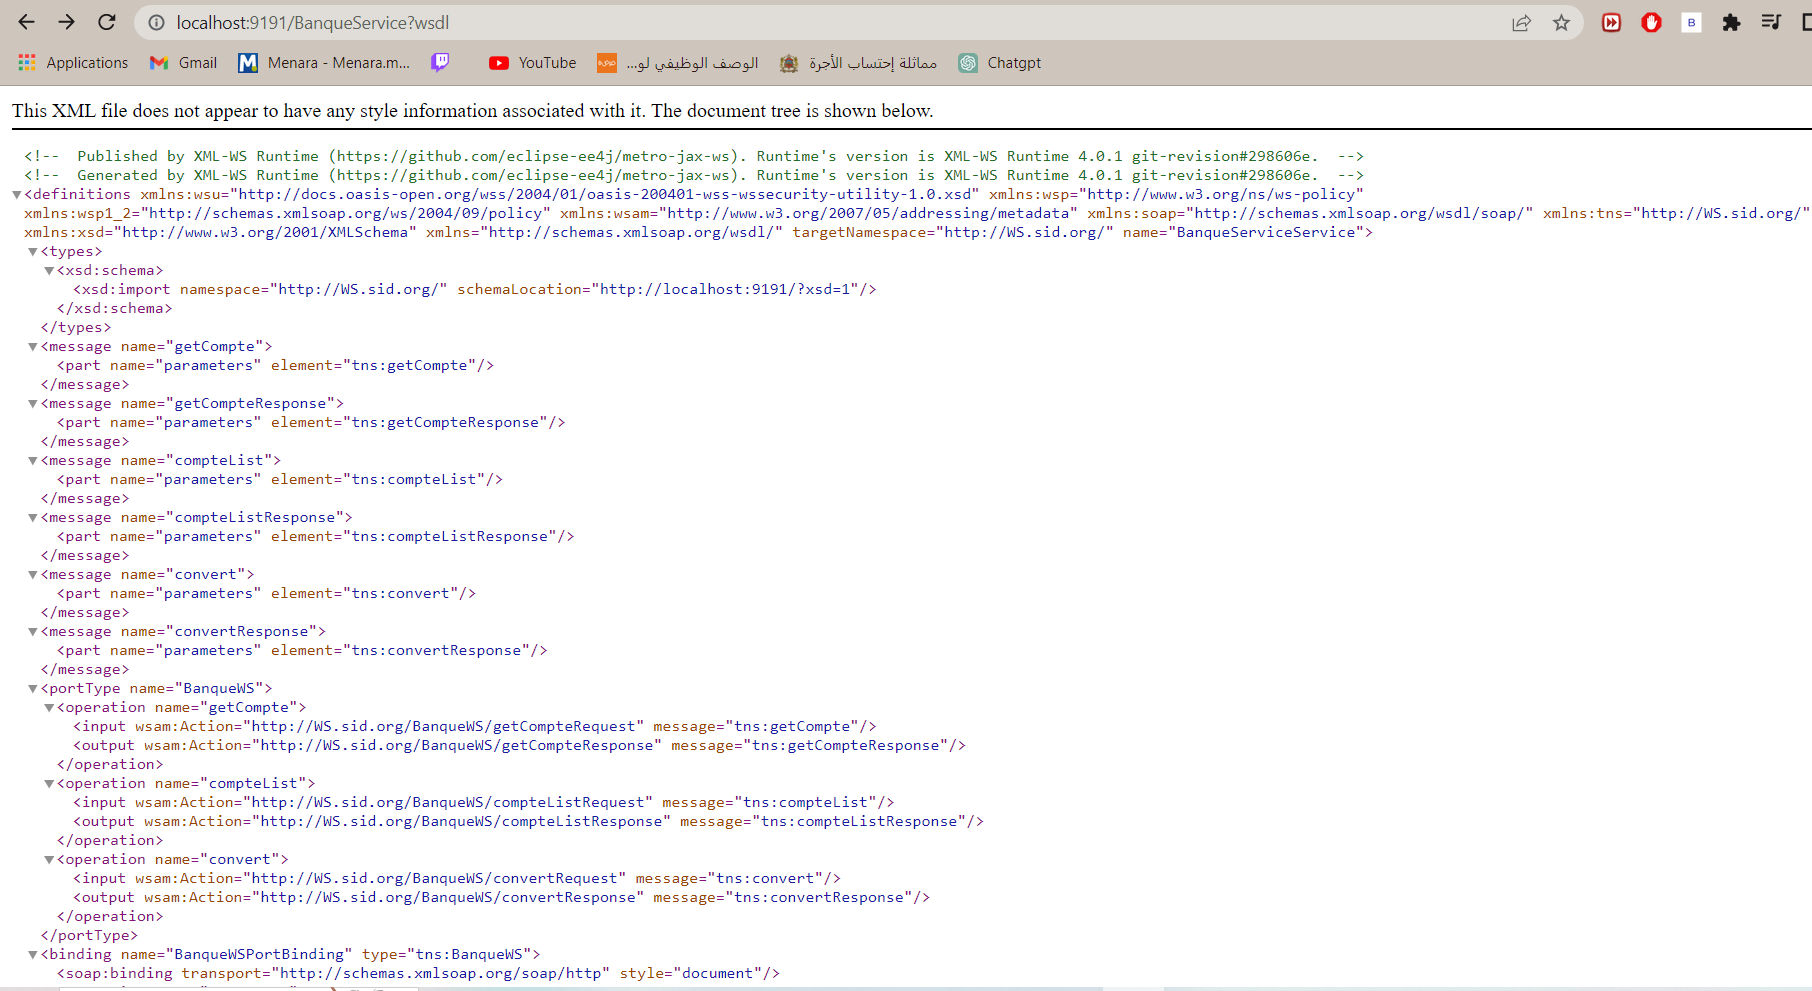 localhost:9191/BanqueService?wsdl
B
Applications Gmail Menara - Menara.m... YouTube الوصف الوظيفي لو... مماثلة إحتساب الأجرة Chatgpt
This XML file does not appear to have any style information associated with it. The document tree is shown below.
<!-- Published by XML-WS Runtime (https://github.com/eclipse-ee4j/metro-jax-ws). Runtime's version is XML-WS Runtime 4.0.1 git-revision#298606e. -->
<!-- Generated by XML-WS Runtime (https://github.com/eclipse-ee4j/metro-jax-ws). Runtime's version is XML-WS Runtime 4.0.1 git-revision#298606e. -->
<definitions xmlns:wsu="http://docs.oasis-open.org/wss/2004/01/oasis-200401-wss-wssecurity-utility-1.0.xsd" xmlns:wsp="http://www.w3.org/ns/ws-policy"
xmlns:wsp1_2="http://schemas.xmlsoap.org/ws/2004/09/policy" xmlns:wsam="http://www.w3.org/2007/05/addressing/metadata" xmlns:soap="http://schemas.xmlsoap.org/wsdl/soap/" xmlns:tns="http://WS.sid.org/"
xmlns:xsd="http://www.w3.org/2001/XMLSchema" xmlns="http://schemas.xmlsoap.org/wsdl/" targetNamespace="http://WS.sid.org/" name="BanqueServiceService">
<types>
<xsd:schema>
<xsd:import namespace="http://WS.sid.org/" schemaLocation="http://localhost:9191/?xsd=1"/>
</xsd:schema>
</types>
<message name="getCompte">
<part name="parameters" element="tns:getCompte"/>
</message>
<message name="getCompteResponse">
<part name="parameters" element="tns:getCompteResponse"/>
</message>
<message name="compteList">
<part name="parameters" element="tns:compteList"/>
</message>
<message name="compteListResponse">
<part name="parameters" element="tns:compteListResponse"/>
</message>
<message name="convert">
<part name="parameters" element="tns:convert"/>
</message>
<message name="convertResponse">
<part name="parameters" element="tns:convertResponse"/>
</message>
<portType name="BanqueWS">
<operation name="getCompte">
<input wsam:Action="http://WS.sid.org/BanqueWS/getCompteRequest" message="tns:getCompte"/>
<output wsam:Action="http://WS.sid.org/BanqueWS/getCompteResponse" message="tns:getCompteResponse"/>
</operation>
<operation name="compteList">
<input wsam:Action="http://WS.sid.org/BanqueWS/compteListRequest" message="tns:compteList"/>
<output wsam:Action="http://WS.sid.org/BanqueWS/compteListResponse" message="tns:compteListResponse"/>
</operation>
<operation name="convert">
<input wsam:Action="http://WS.sid.org/BanqueWS/convertRequest" message="tns:convert"/>
<output wsam:Action="http://WS.sid.org/BanqueWS/convertResponse" message="tns:convertResponse"/>
</operation>
</portType>
<binding name="BanqueWSPortBinding" type="tns:BanqueWS">
<soap:binding transport="http://schemas.xmlsoap.org/soap/http" style="document"/>